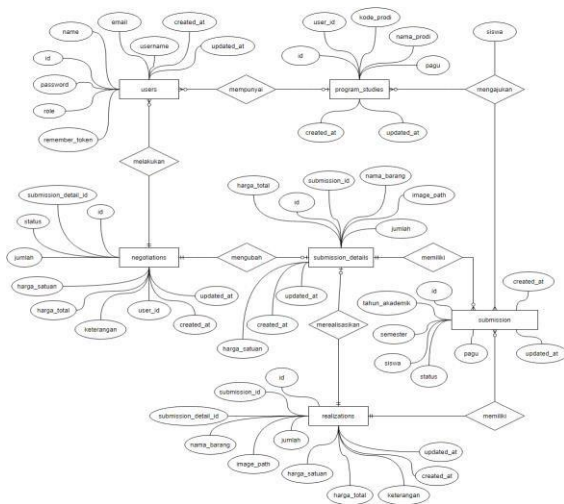 email
created_at
kode_prodi
user_id
name
username
nama_prodi
siswa
updated_at
id
id
pagu
password
users
mempunyai
program_studies
mengajukan
role
created_at
updated_at
remember_token
melakukan
submission_id
nama_barang
submission_detail_id
harga_total
image_path
id
id
status
jumlah
jumlah
negotiations
mengubah
submission_details
memiliki
harga_satuan
updated_at
updated_at
id
created_at
harga_total
tahun_akademik
user_id
created_at
created_at
submission
keterangan
merealisasikan
semester
harga_satuan
siswa
status
pagu
updated_at
id
submission_id
submission_detail_id
realizations
memiliki
nama_barang
jumlah
image_path
updated_at
harga_satuan
created_at
harga_total
keterangan